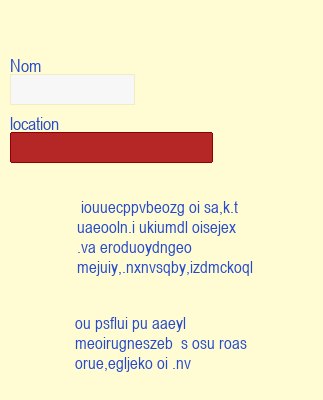 Nom
location
iouuecppvbeozg oi sa,k.t
uaeooln.i ukiumdl oisejex
.va eroduoydngeo
mejuiy,.nxnvsqby,izdmckoql
ou psflui pu aaeyl
meoirugneszeb s osu roas
orue,egljeko oi .nv